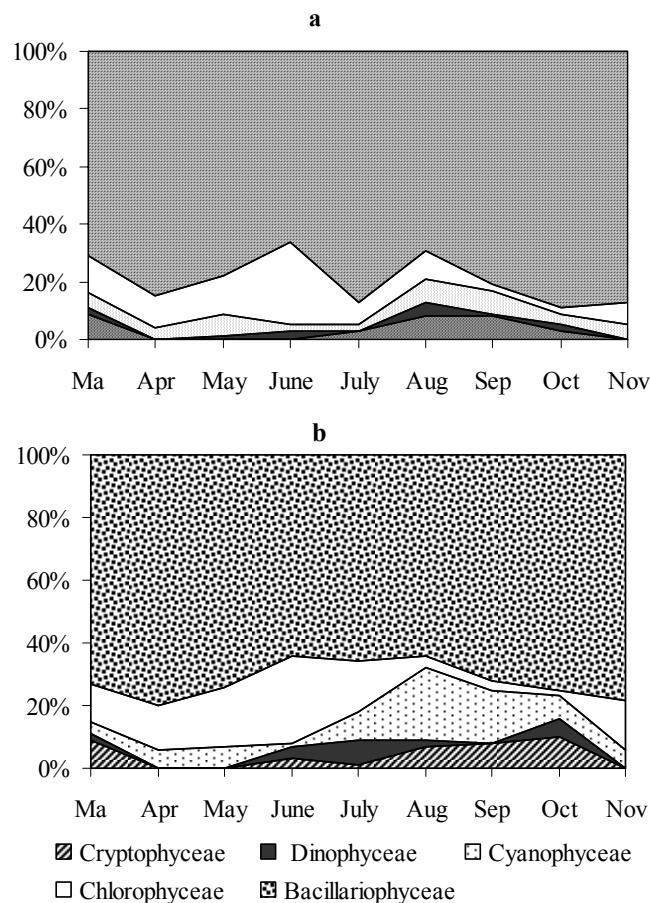 a
100%
80%
60%
40%
20%
0%
Ma Apr May June July Aug Sep Oct Nov
b
100%
80%
60%
40%
20%
0%
Ma Apr May June July Aug Sep Oct Nov
Cryptophyceae Dinophyceae Cyanophyceae
Chlorophyceae Bacillariophyceae